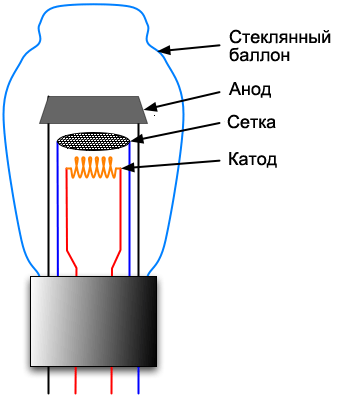 Стеклянный
баллон
Анод
Сетка
Катод